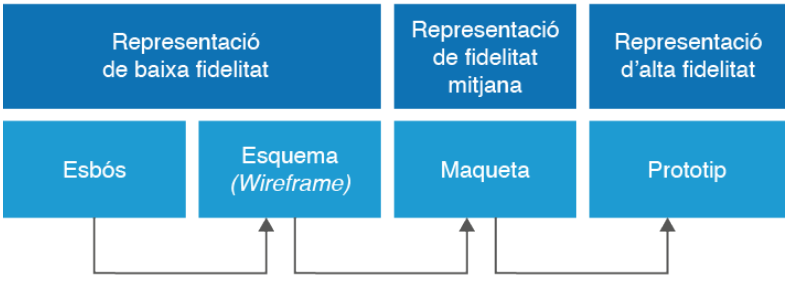 Representació
de baixa fidelitat
Representació
de fidelitat
mitjana
Representació
d'alta fidelitat
Esbós
Esquema
(Wireframe)
Maqueta
Prototip